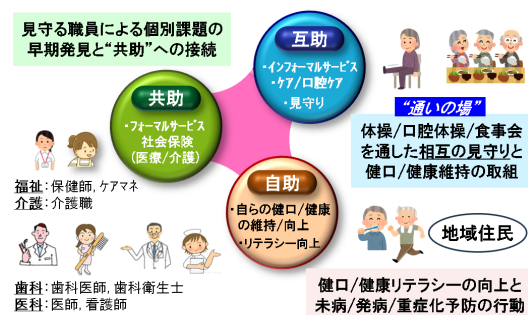 見守る職員による個別課題の
早期発見と“共助”への接続
互助
・インフォーマルサービス
・ケア/口腔ケア
・見守り
共助
・フォーマルサービス
社会保険
(医療/介護)
“通いの場”
体操/口腔体操/食事会
を通した相互の見守りと
健口/健康維持の取組
福祉:保健師,ケアマネ
介護:介護職
自助
・自らの健口/健康
の維持/向上
・リテラシー向上
地域住民
歯科:歯科医師,歯科衛生士
医科:医師,看護師
健口/健康リテラシーの向上と
未病/発病/重症化予防の行動